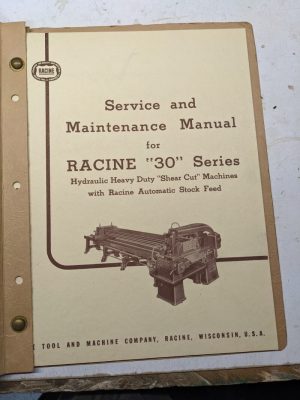 RACINE
Service and
Maintenance Manual
for
RACINE "30" Series
Hydraulic Heavy Duty "Shear Cut" Machines
with Racine Automatic Stock Feed
TOOL AND MACHINE COMPANY, RACINE, WISCONSIN, U.S.A.